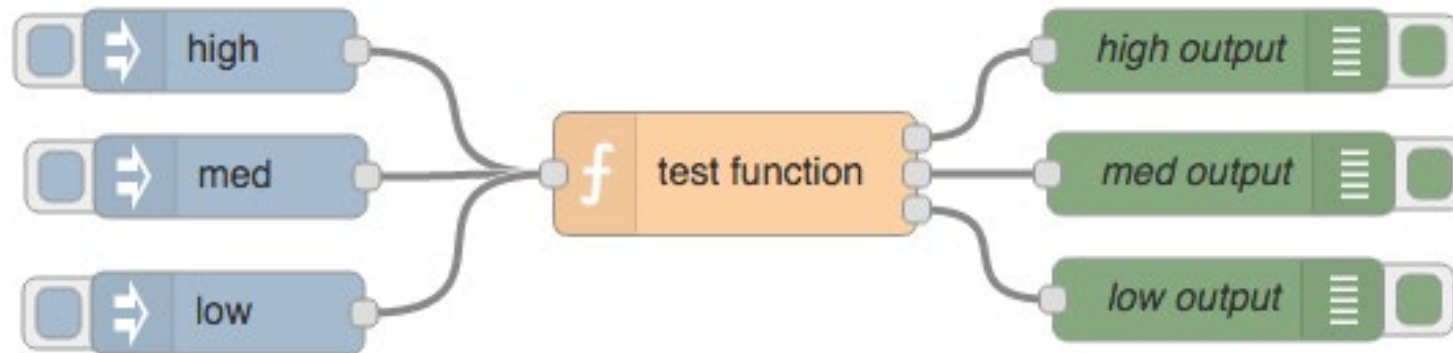 high
med
low
test function
high output
med output
low output